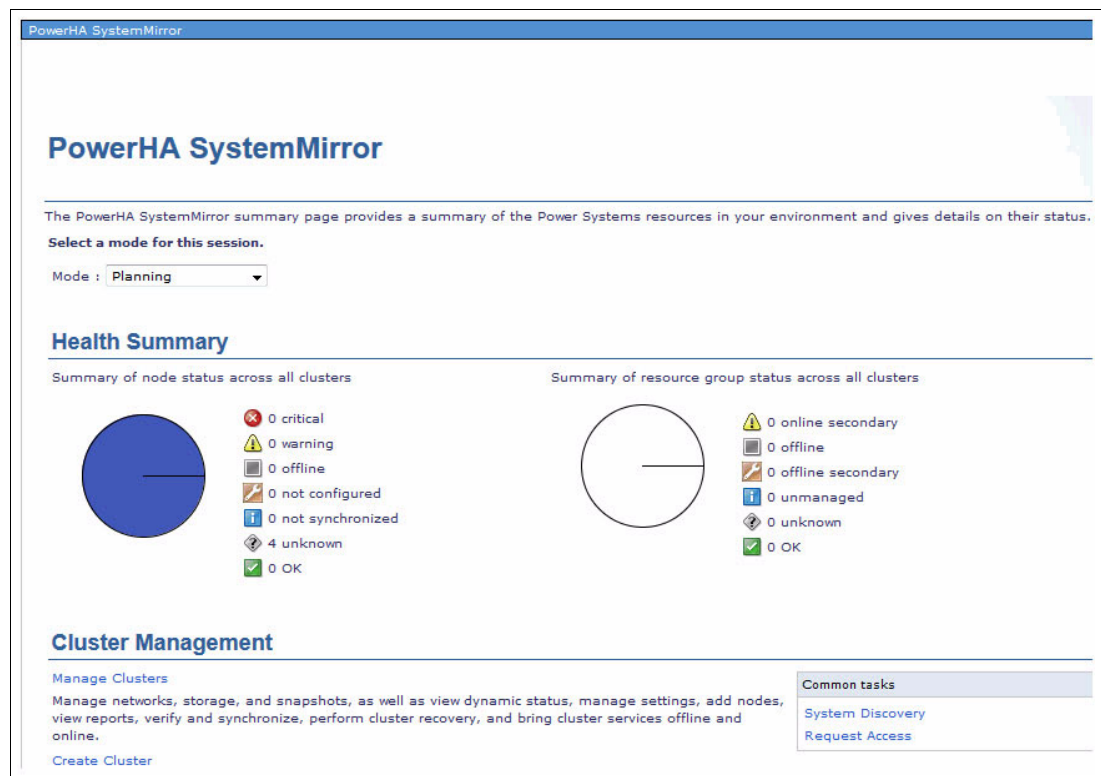 PowerHA SystemMirror
PowerHA SystemMirror
The PowerHA SystemMirror summary page provides a summary of the Power Systems resources in your environment and gives details on their status.
Select a mode for this session.
Mode : Planning
Health Summary
Summary of node status across all clusters
0 critical
0 warning
0 offline
0 not configured
0 not synchronized
4 unknown
0 OK
Summary of resource group status across all clusters
0 online secondary
0 offline
0 offline secondary
0 unmanaged
0 unknown
0 OK
Cluster Management
Manage Clusters
Manage networks, storage, and snapshots, as well as view dynamic status, manage settings, add nodes,
view reports, verify and synchronize, perform cluster recovery, and bring cluster services offline and
online.
Create Cluster
Common tasks
System Discovery
Request Access